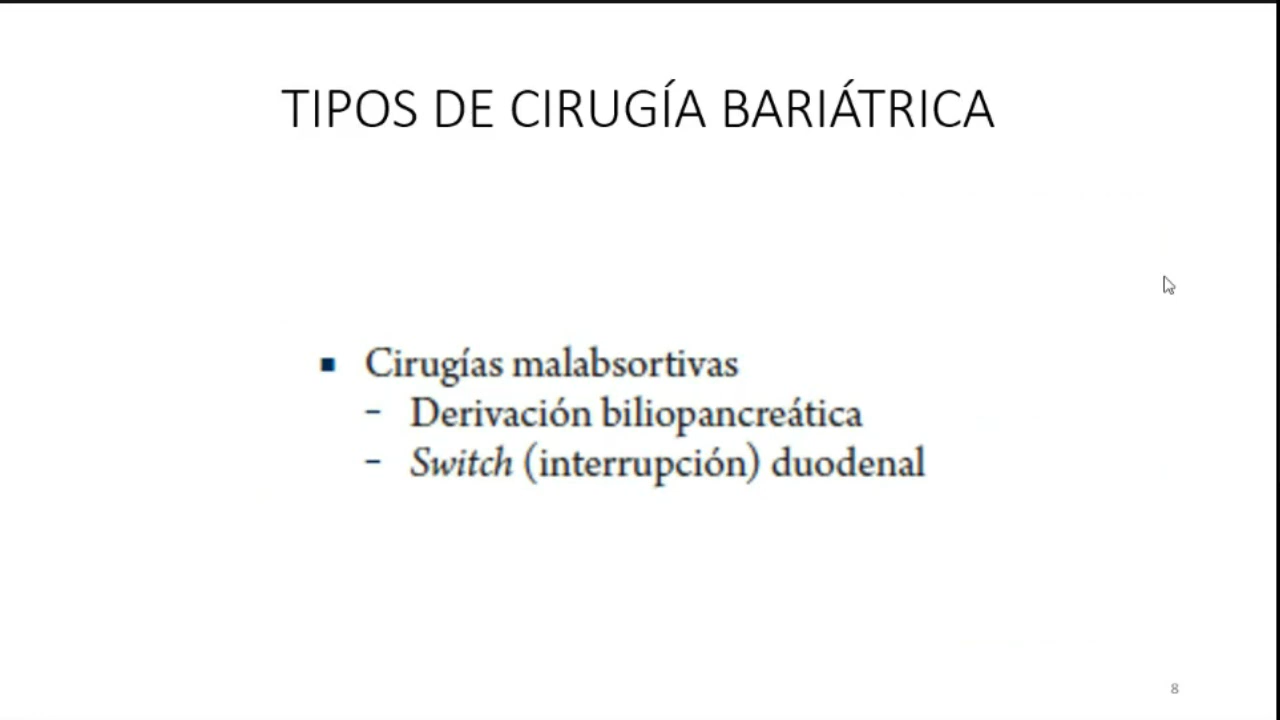 TIPOS DE CIRUGÍA BARIÁTRICA
▪ Cirugías malabsortivas
– Derivación biliopancreática
– Switch (interrupción) duodenal
8